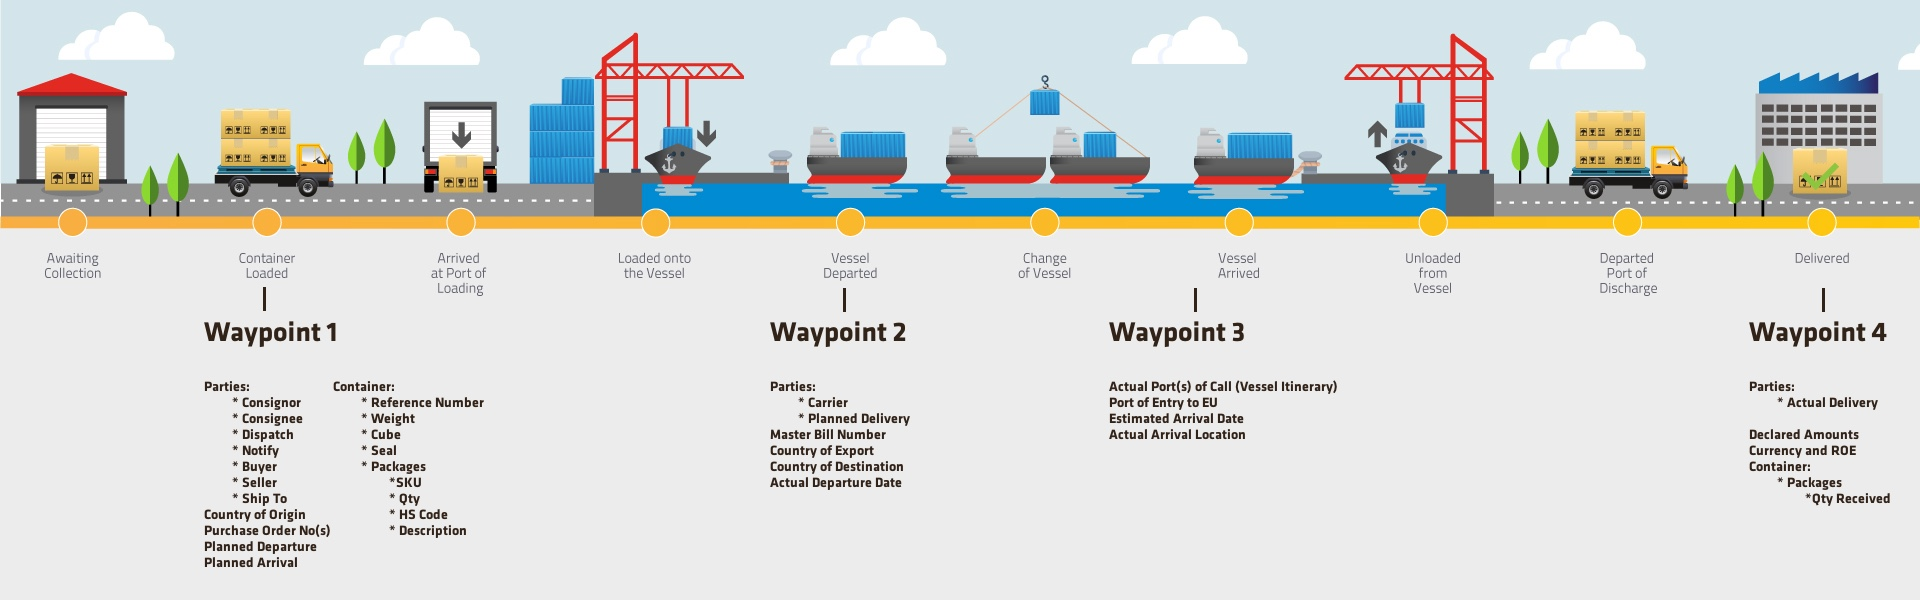 Awaiting
Collection
Container
Loaded
Arrived
at Port of
Loading
Loaded onto
the Vessel
Vessel
Departed
Change
of Vessel
Vessel
Arrived
Unloaded
from
Vessel
Departed
Port of
Discharge
Delivered
Waypoint 1
Parties:
* Consignor
* Consignee
* Dispatch
* Notify
* Buyer
* Seller
* Ship To
Country of Origin
Purchase Order No(s)
Planned Departure
Planned Arrival
Container:
* Reference Number
* Weight
* Cube
* Seal
* Packages
*SKU
* Qty
* HS Code
* Description
Waypoint 2
Parties:
* Carrier
* Planned Delivery
Master Bill Number
Country of Export
Country of Destination
Actual Departure Date
Waypoint 3
Actual Port(s) of Call (Vessel Itinerary)
Port of Entry to EU
Estimated Arrival Date
Actual Arrival Location
Waypoint 4
Parties:
* Actual Delivery
Declared Amounts
Currency and ROE
Container:
* Packages
*Qty Received